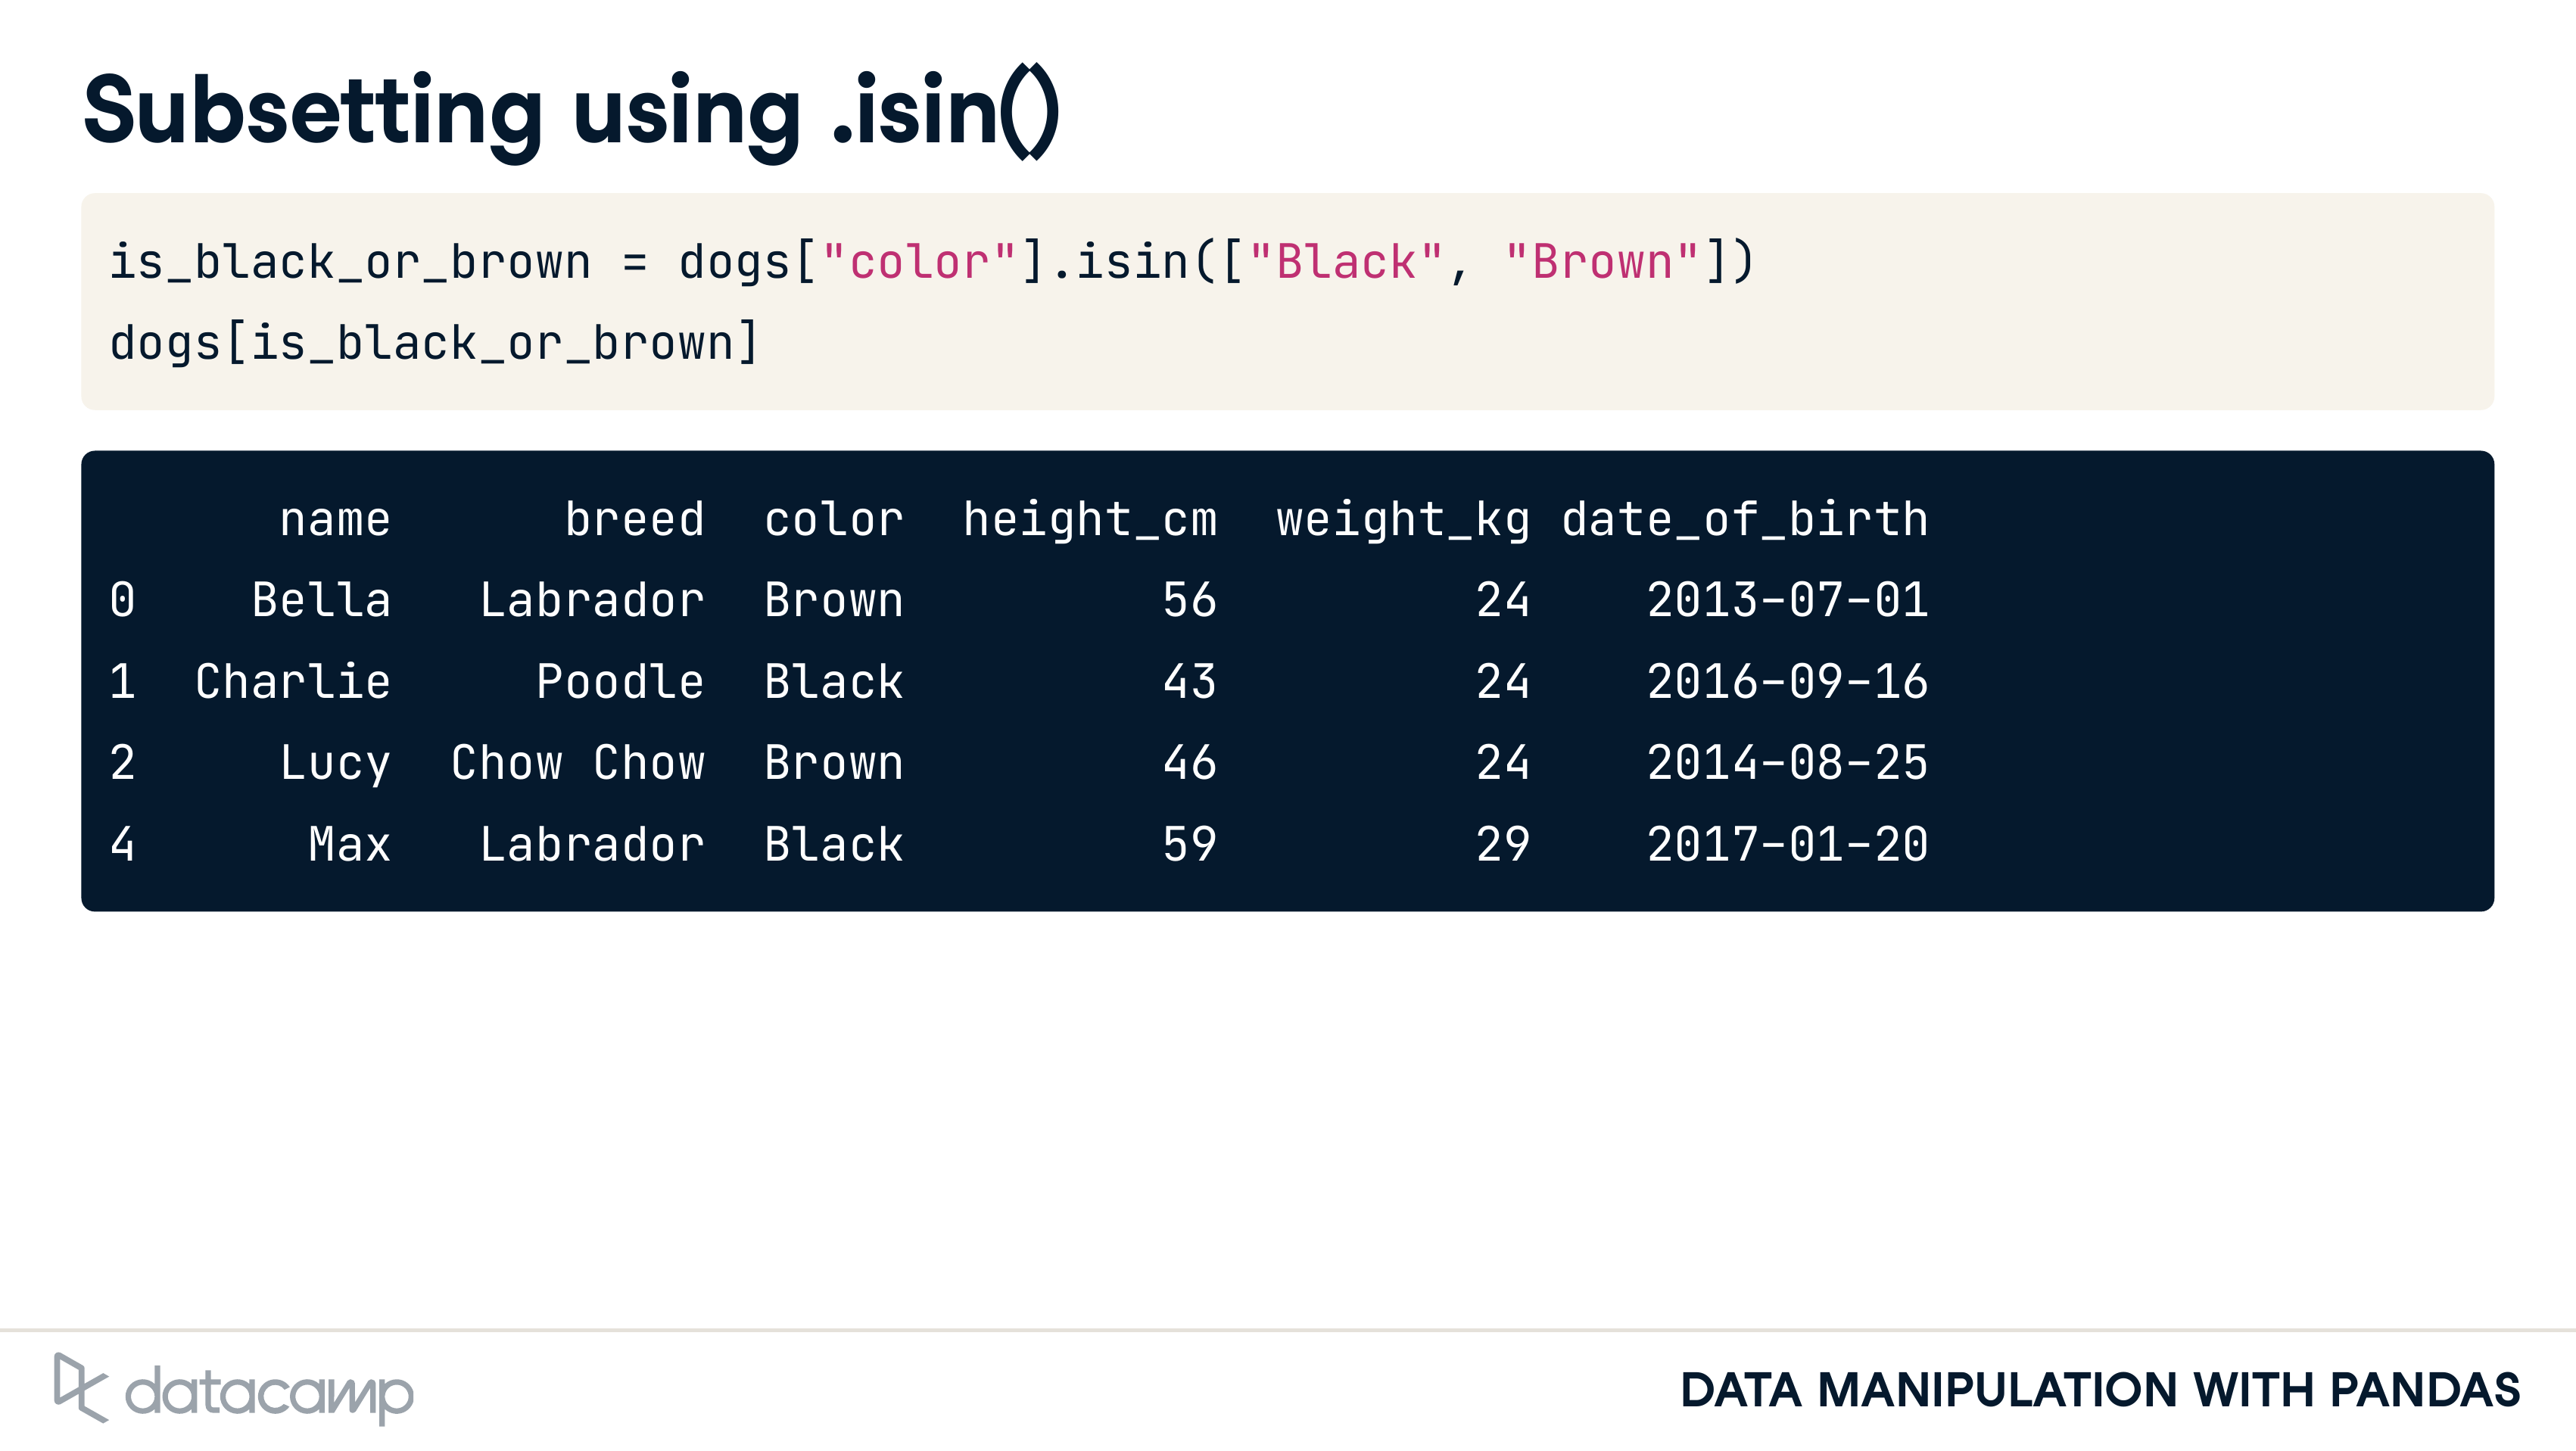 Subsetting using .isin()
is_black_or_brown = dogs["color"].isin(["Black", "Brown"])
dogs[is_black_or_brown]
name breed color height_cm weight_kg date_of_birth
0 Bella Labrador Brown 56 24 2013-07-01
1 Charlie Poodle Black 43 24 2016-09-16
2 Lucy Chow Chow Brown 46 24 2014-08-25
4 Max Labrador Black 59 29 2017-01-20
datacamp
DATA MANIPULATION WITH PANDAS